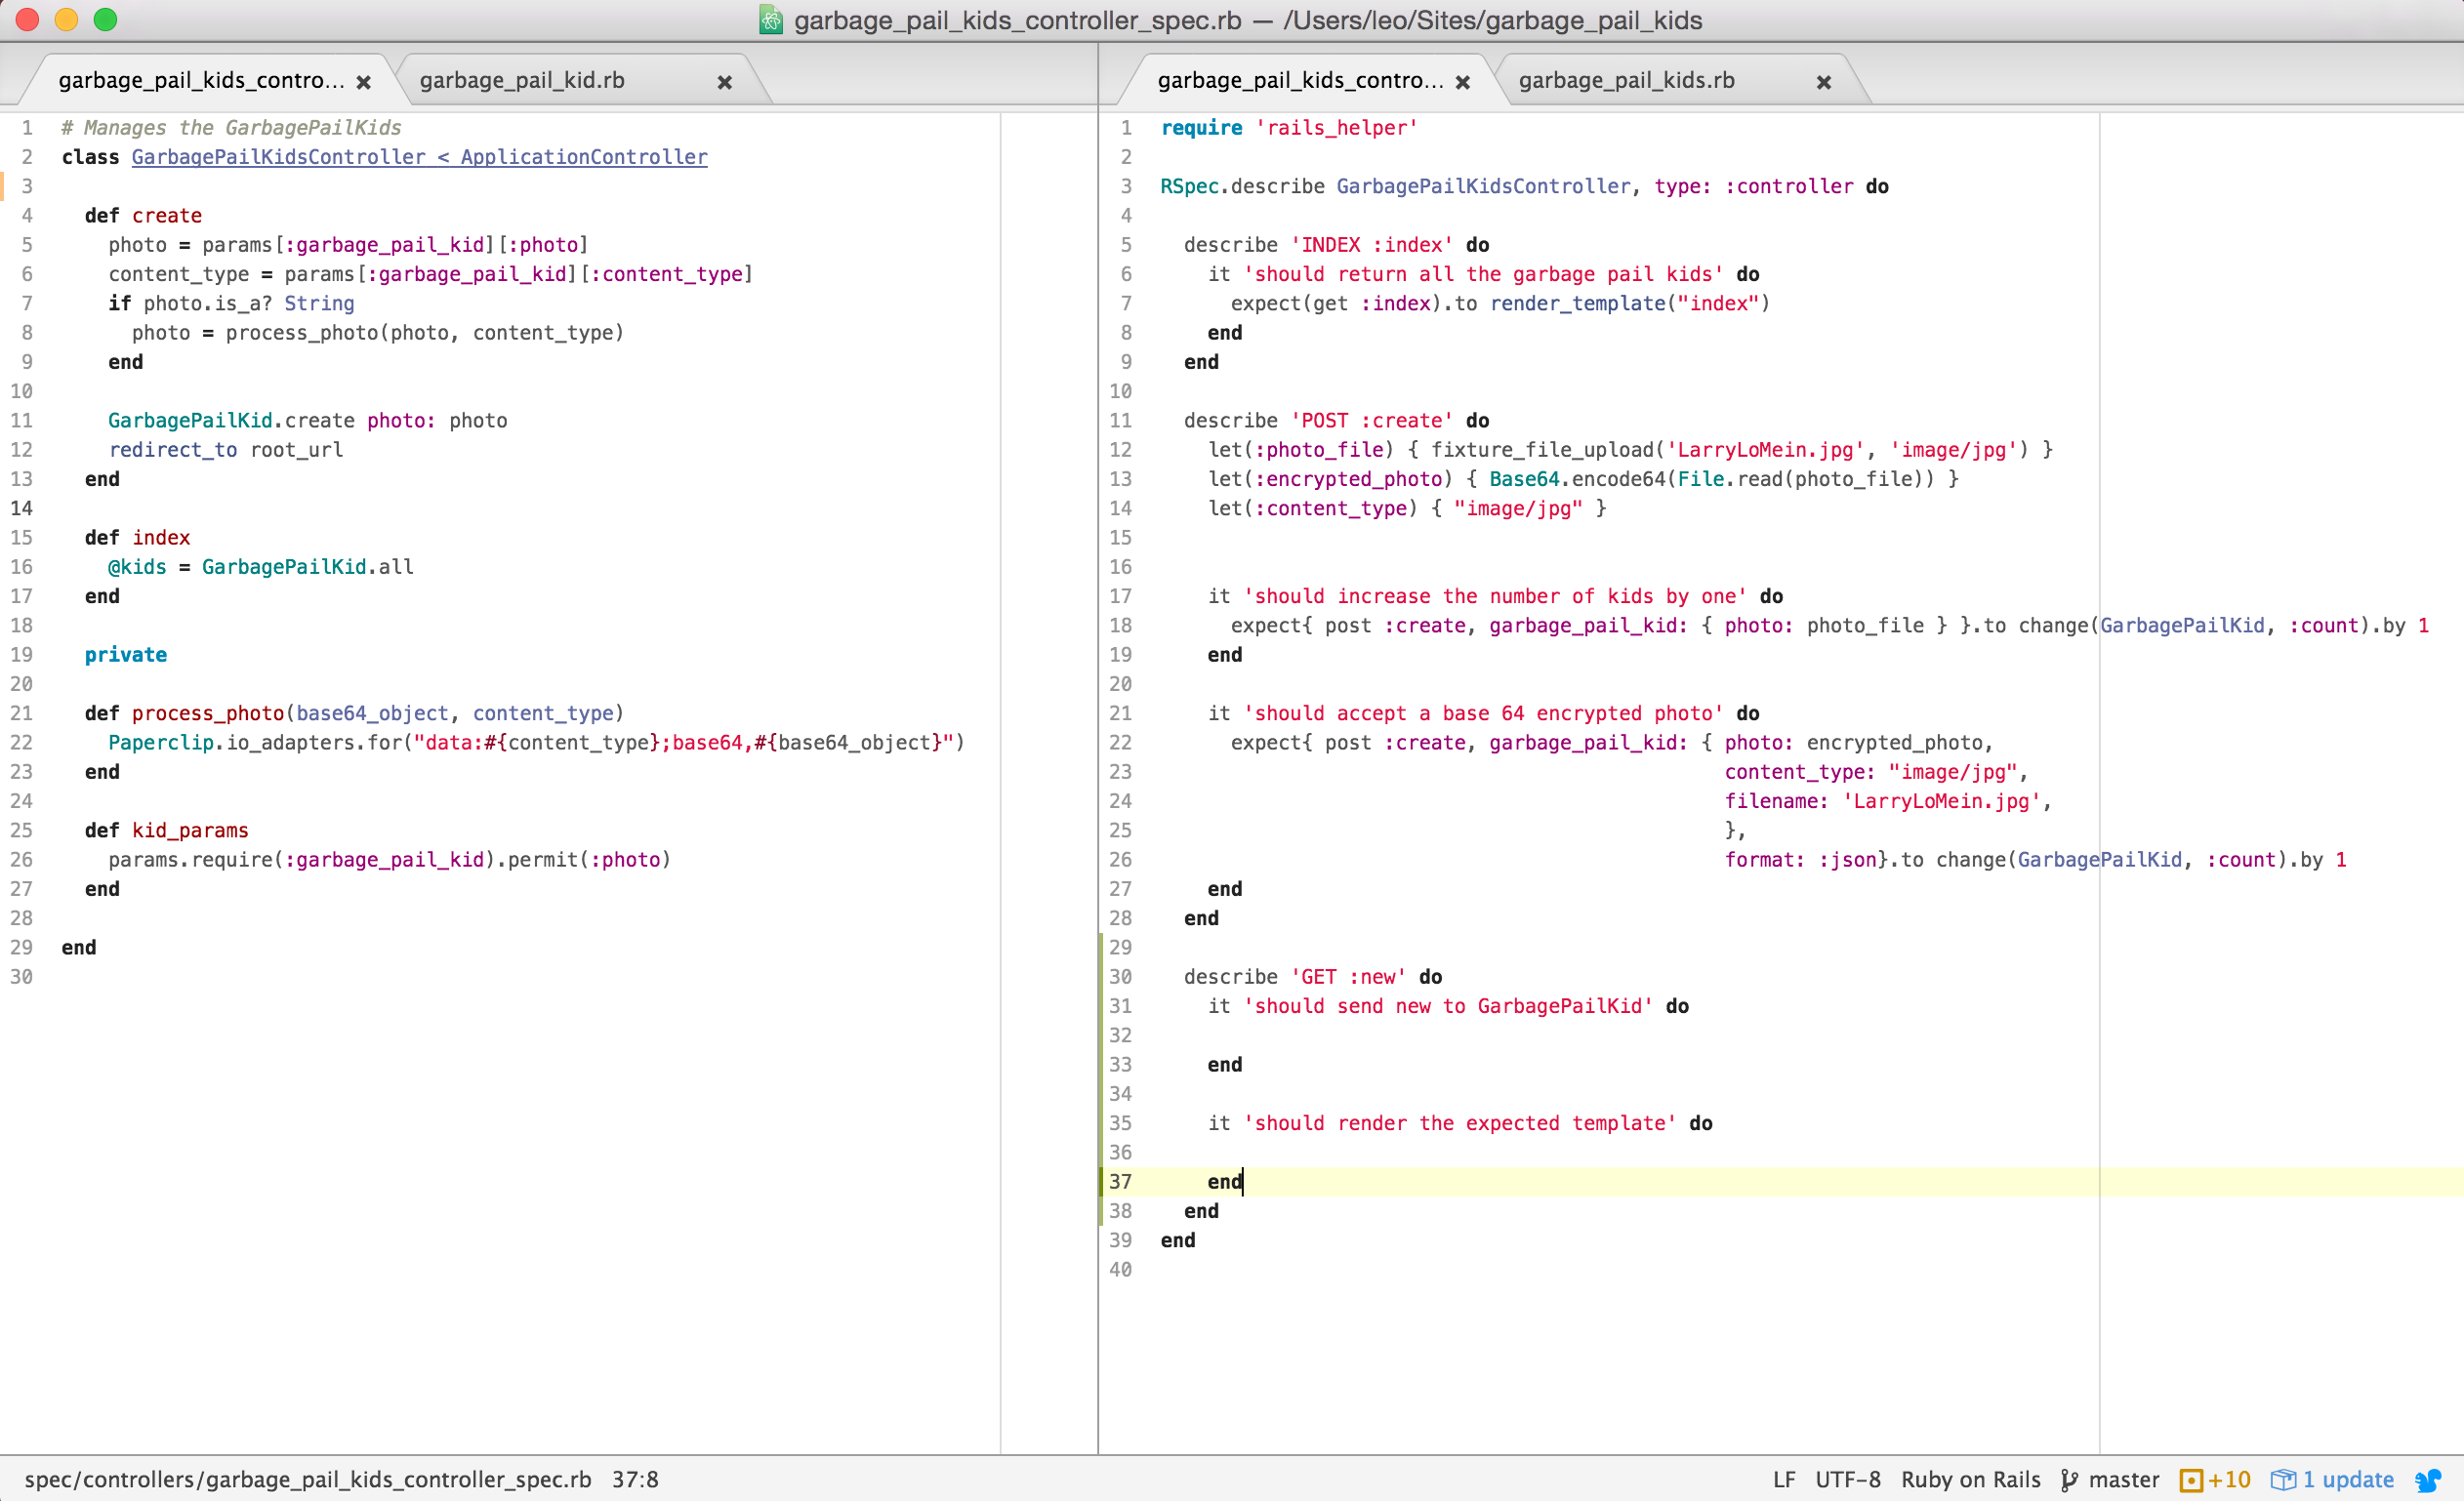 garbage_pail_kids_controller_spec.rb — /Users/leo/Sites/garbage_pail_kids
garbage_pail_kids_contro... garbage_pail_kid.rb
1 # Manages the GarbagePailKids
2 class GarbagePailKidsController < ApplicationController
3
4   def create
5     photo = params[:garbage_pail_kid][:photo]
6     content_type = params[:garbage_pail_kid][:content_type]
7     if photo.is_a? String
8       photo = process_photo(photo, content_type)
9     end
10
11     GarbagePailKid.create photo: photo
12     redirect_to root_url
13   end
14
15   def index
16     @kids = GarbagePailKid.all
17   end
18
19   private
20
21   def process_photo(base64_object, content_type)
22     Paperclip.io_adapters.for("data:#{content_type};base64,#{base64_object}")
23   end
24
25   def kid_params
26     params.require(:garbage_pail_kid).permit(:photo)
27   end
28
29 end
30
garbage_pail_kids_contro... garbage_pail_kids.rb
1 require 'rails_helper'
2
3 RSpec.describe GarbagePailKidsController, type: :controller do
4
5   describe 'INDEX :index' do
6     it 'should return all the garbage pail kids' do
7       expect(get :index).to render_template("index")
8     end
9   end
10
11   describe 'POST :create' do
12     let(:photo_file) { fixture_file_upload('LarryLoMein.jpg', 'image/jpg') }
13     let(:encrypted_photo) { Base64.encode64(File.read(photo_file)) }
14     let(:content_type) { "image/jpg" }
15
16
17     it 'should increase the number of kids by one' do
18       expect{ post :create, garbage_pail_kid: { photo: photo_file } }.to change(GarbagePailKid, :count).by 1
19     end
20
21     it 'should accept a base 64 encrypted photo' do
22       expect{ post :create, garbage_pail_kid: { photo: encrypted_photo,
23                                                 content_type: "image/jpg",
24                                                 filename: 'LarryLoMein.jpg',
25                                                 },
26                                                 format: :json}.to change(GarbagePailKid, :count).by 1
27     end
28   end
29
30   describe 'GET :new' do
31     it 'should send new to GarbagePailKid' do
32
33     end
34
35     it 'should render the expected template' do
36
37     end
38   end
39 end
40
spec/controllers/garbage_pail_kids_controller_spec.rb 37:8 LF UTF-8 Ruby on Rails master +10 1 update